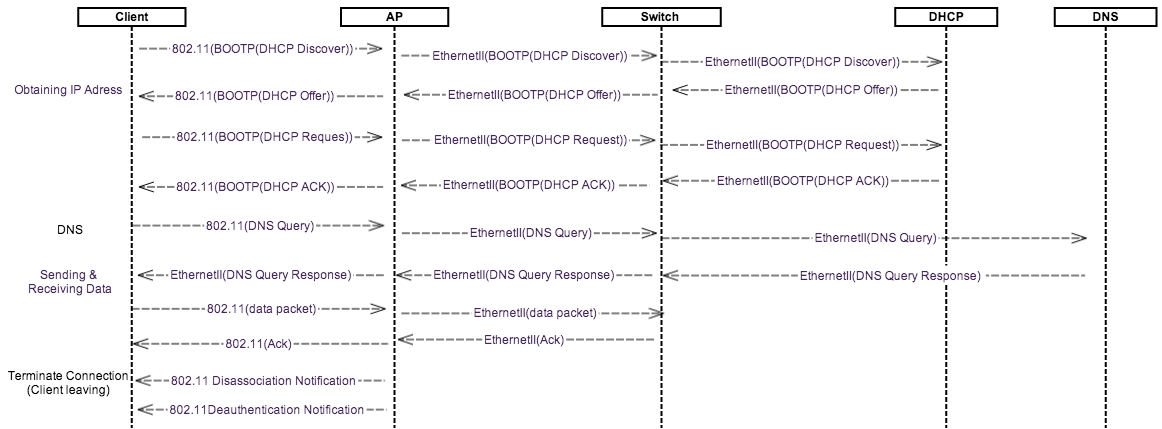 Client AP Switch DHCP DNS
802.11(BOOTP(DHCP Discover)) EthernetII(BOOTP(DHCP Discover)) EthernetII(BOOTP(DHCP Discover))
Obtaining IP Adress 802.11(BOOTP(DHCP Offer)) EthernetII(BOOTP(DHCP Offer)) EthernetII(BOOTP(DHCP Offer))
802.11(BOOTP(DHCP Reques)) EthernetII(BOOTP(DHCP Request)) EthernetII(BOOTP(DHCP Request))
802.11(BOOTP(DHCP ACK)) EthernetII(BOOTP(DHCP ACK)) EthernetII(BOOTP(DHCP ACK))
DNS 802.11(DNS Query) EthernetII(DNS Query) EthernetII(DNS Query)
Sending & EthernetII(DNS Query Response) EthernetII(DNS Query Response) EthernetII(DNS Query Response)
Receiving Data
802.11(data packet) EthernetII(data packet)
802.11(Ack) EthernetII(Ack)
Terminate Connection 802.11 Disassociation Notification
(Client leaving)
802.11Deauthentication Notification